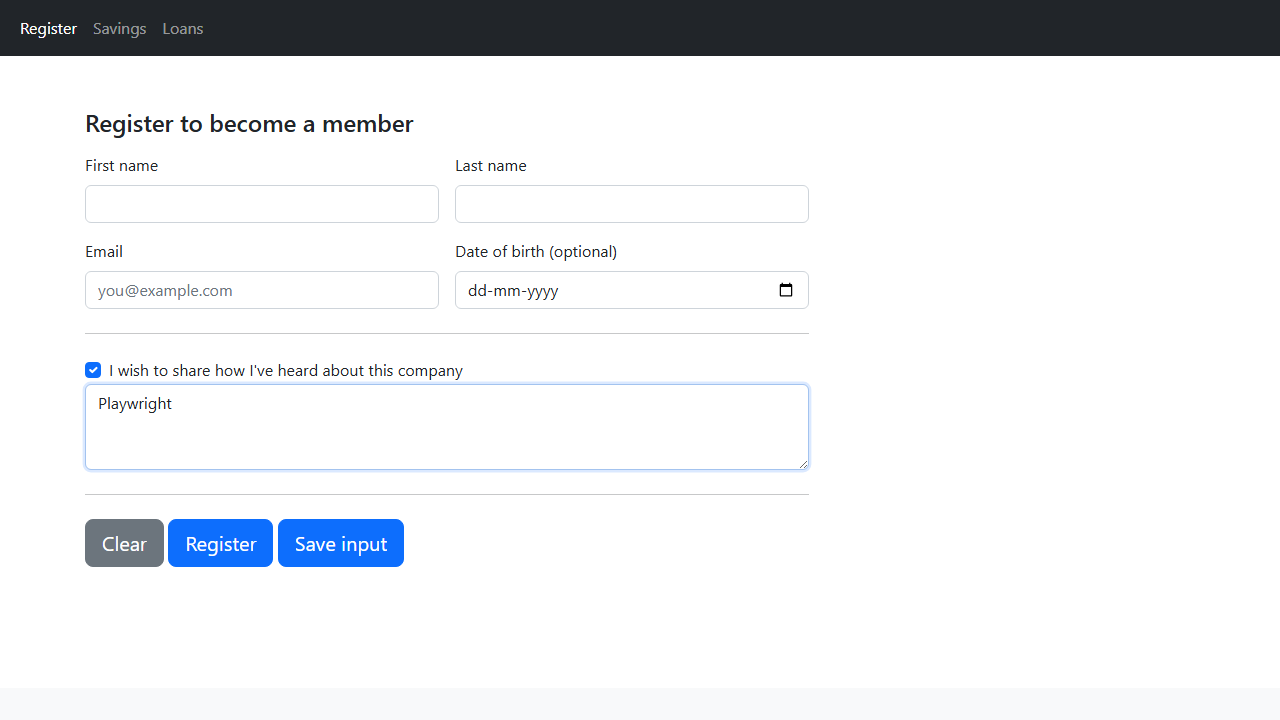 Register Savings Loans
Register to become a member
First name Last name
Email Date of birth (optional)
you@example.com dd-mm-yyyy
I wish to share how I've heard about this company
Playwright
Clear Register Save input